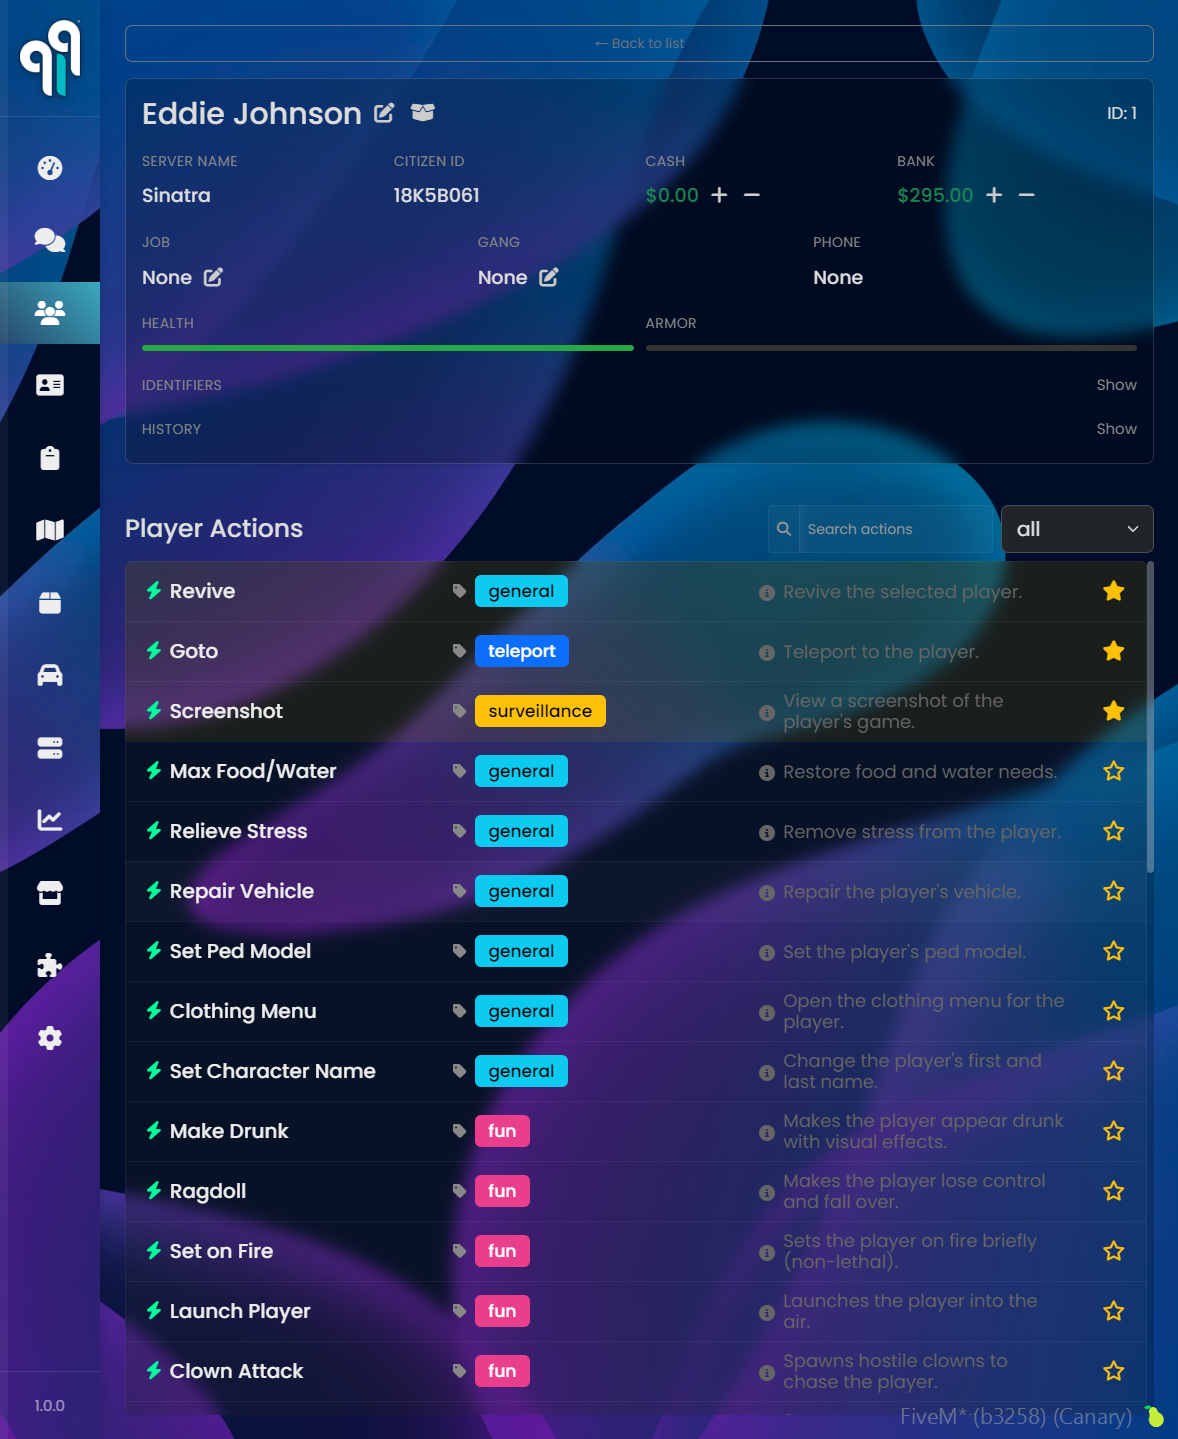 ← Back to list
Eddie Johnson
ID: 1
SERVER NAME
CITIZEN ID
CASH
BANK
Sinatra
18K5B061
$0.00
$295.00
JOB
GANG
PHONE
None
None
None
HEALTH
ARMOR
IDENTIFIERS
Show
HISTORY
Show
Player Actions
Search actions
all
Revive
general
Revive the selected player.
Goto
teleport
Teleport to the player.
Screenshot
surveillance
View a screenshot of the
player's game.
Max Food/Water
general
Restore food and water needs.
Relieve Stress
general
Remove stress from the player.
Repair Vehicle
general
Repair the player's vehicle.
Set Ped Model
general
Set the player's ped model.
Clothing Menu
general
Open the clothing menu for the
player.
Set Character Name
general
Change the player's first and
last name.
Make Drunk
fun
Makes the player appear drunk
with visual effects.
Ragdoll
fun
Makes the player lose control
and fall over.
Set on Fire
fun
Sets the player on fire briefly
(non-lethal).
Launch Player
fun
Launches the player into the
air.
Clown Attack
fun
Spawns hostile clowns to
chase the player.
1.0.0
FiveM* (b3258) (Canary)